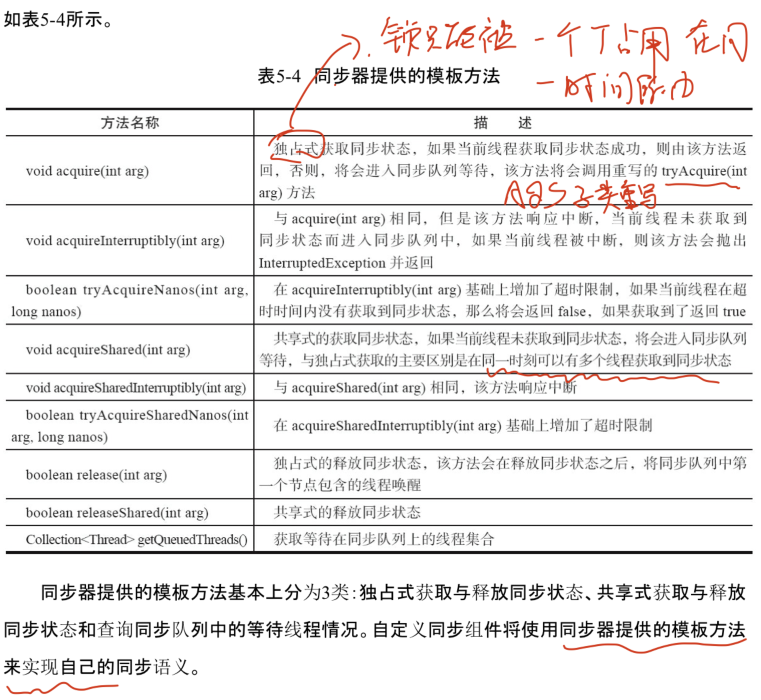 如表5-4所示。
锁只能被一个T占用 在同
一时间段内
表5-4 同步器提供的模板方法
方法名称 描 述
void acquire(int arg)
独占式获取同步状态，如果当前线程获取同步状态成功，则由该方法返
回，否则，将会进入同步队列等待，该方法将会调用重写的 tryAcquire(int
arg) 方法
AQS子类重写
void acquireInterruptibly(int arg)
与 acquire(int arg) 相同，但是该方法响应中断，当前线程未获取到
同步状态而进入同步队列中，如果当前线程被中断，则该方法会抛出
InterruptedException 并返回
boolean tryAcquireNanos(int arg,
long nanos)
在 acquireInterruptibly(int arg) 基础上增加了超时限制，如果当前线程在超
时时间内没有获取到同步状态，那么将会返回 false，如果获取到了返回 true
void acquireShared(int arg)
共享式的获取同步状态，如果当前线程未获取到同步状态，将会进入同步队列
等待，与独占式获取的主要区别是在同一时刻可以有多个线程获取到同步状态
void acquireSharedInterruptibly(int arg)
与 acquireShared(int arg) 相同，该方法响应中断
boolean tryAcquireSharedNanos(int
arg, long nanos)
在 acquireSharedInterruptibly(int arg) 基础上增加了超时限制
boolean release(int arg)
独占式的释放同步状态，该方法会在释放同步状态之后，将同步队列中第
一个节点包含的线程唤醒
boolean releaseShared(int arg)
共享式的释放同步状态
Collection<Thread> getQueuedThreads()
获取等待在同步队列上的线程集合
同步器提供的模板方法基本上分为3类：独占式获取与释放同步状态、共享式获取与释放
同步状态和查询同步队列中的等待线程情况。自定义同步组件将使用同步器提供的模板方法
来实现自己的同步语义。